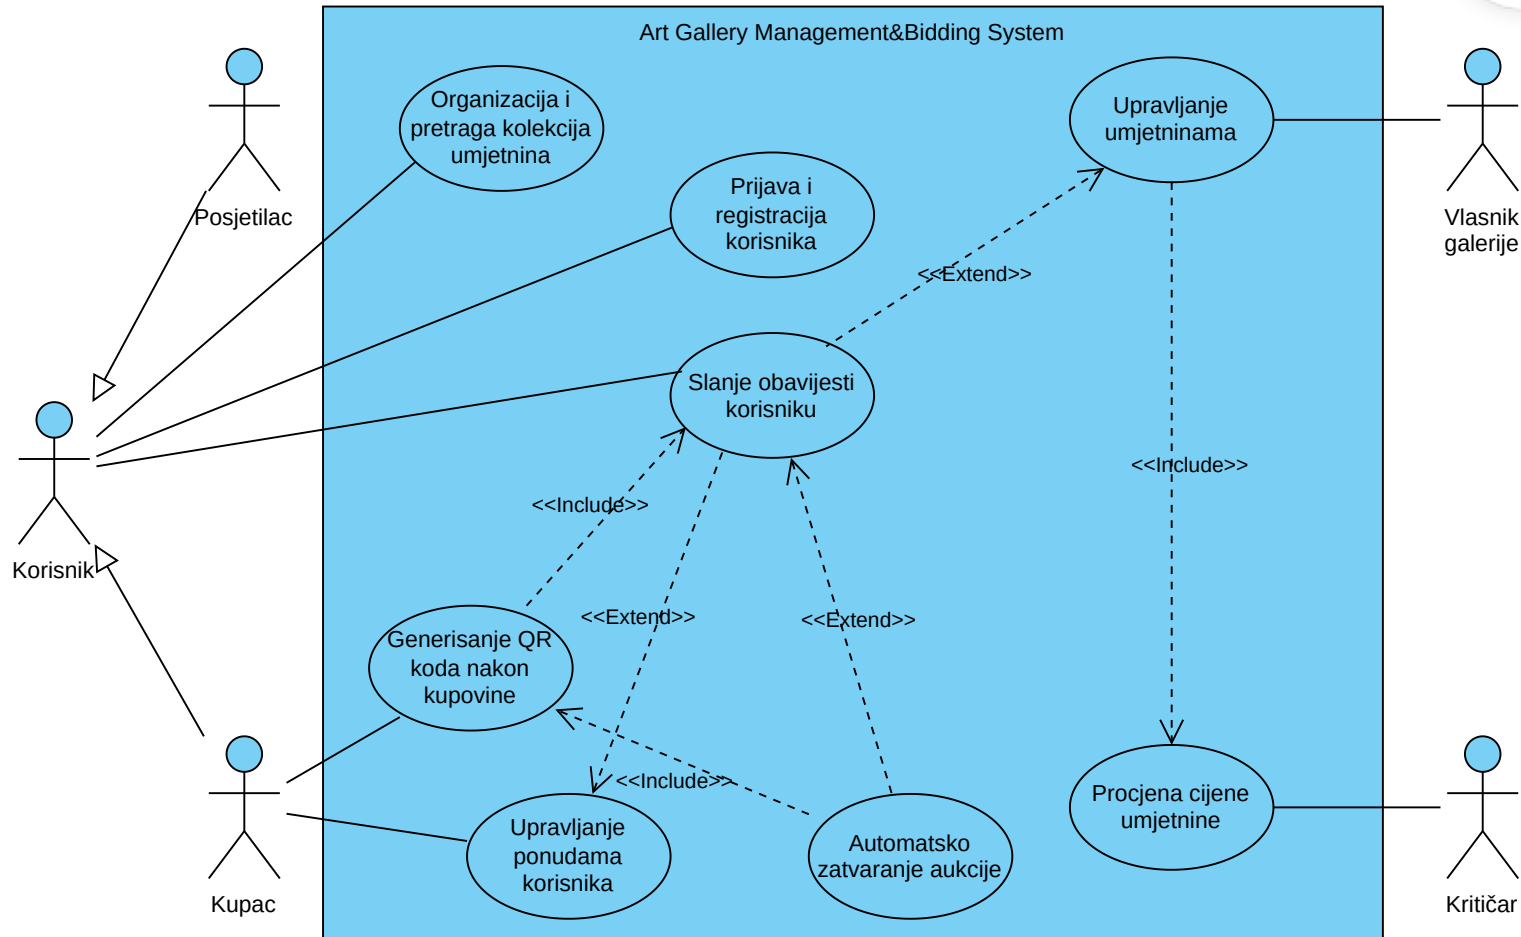 Art Gallery Management&Bidding System
Organizacija i
pretraga kolekcija
umjetnina
Upravljanje
umjetninama
Prijava i
registracija
korisnika
Posjetilac
Vlasnik
galerije
<<Extend>>
Slanje obavijesti
korisniku
<<Include>>
<<Include>>
Korisnik
<<Extend>>
<<Extend>>
Generisanje QR
koda nakon
kupovine
<<Include>>
Procjena cijene
umjetnine
Upravljanje
ponudama
korisnika
Automatsko
zatvaranje aukcije
Kupac
Kritičar